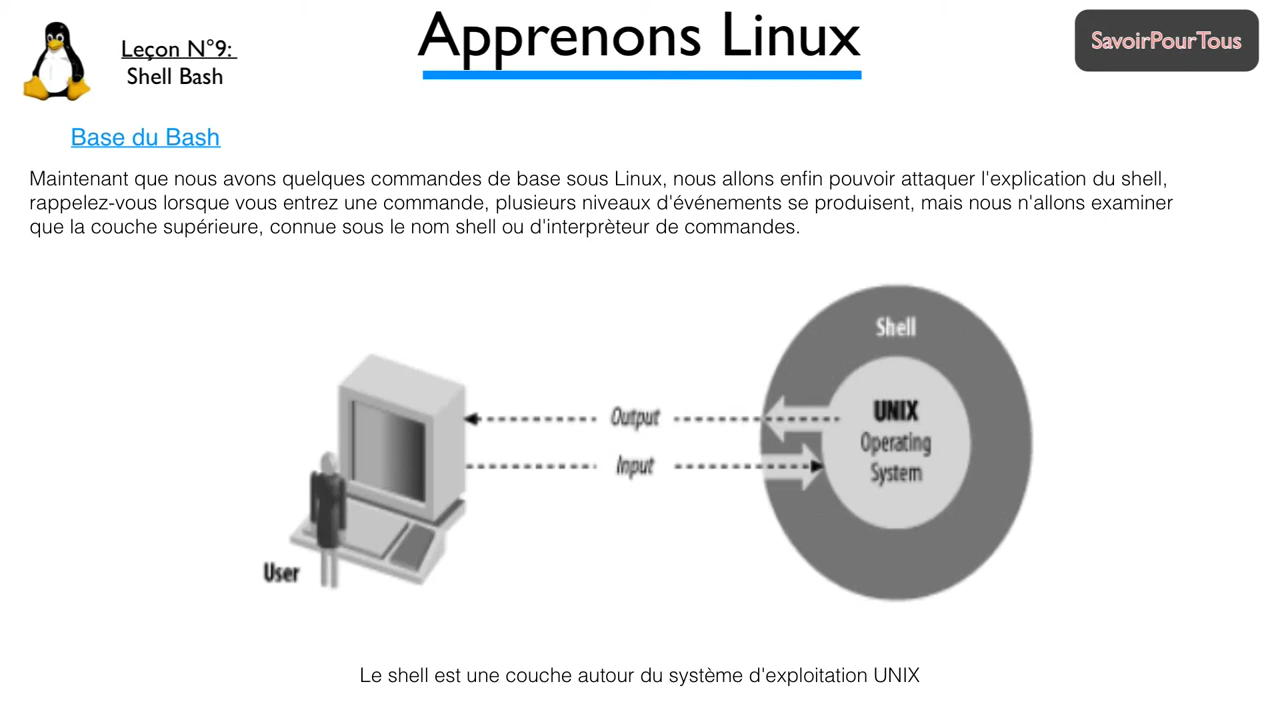 Apprenons Linux
Leçon N°9:
Shell Bash
SavoirPourTous
Base du Bash
Maintenant que nous avons quelques commandes de base sous Linux, nous allons enfin pouvoir attaquer l'explication du shell,
rappelez-vous lorsque vous entrez une commande, plusieurs niveaux d'événements se produisent, mais nous n'allons examiner
que la couche supérieure, connue sous le nom shell ou d'interprèteur de commandes.
Shell
Output
Input
UNIX
Operating
System
User
Le shell est une couche autour du système d'exploitation UNIX